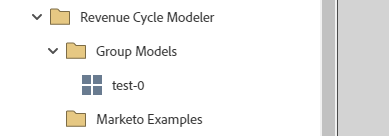 Revenue Cycle Modeler
Group Models
test-0
Marketo Examples